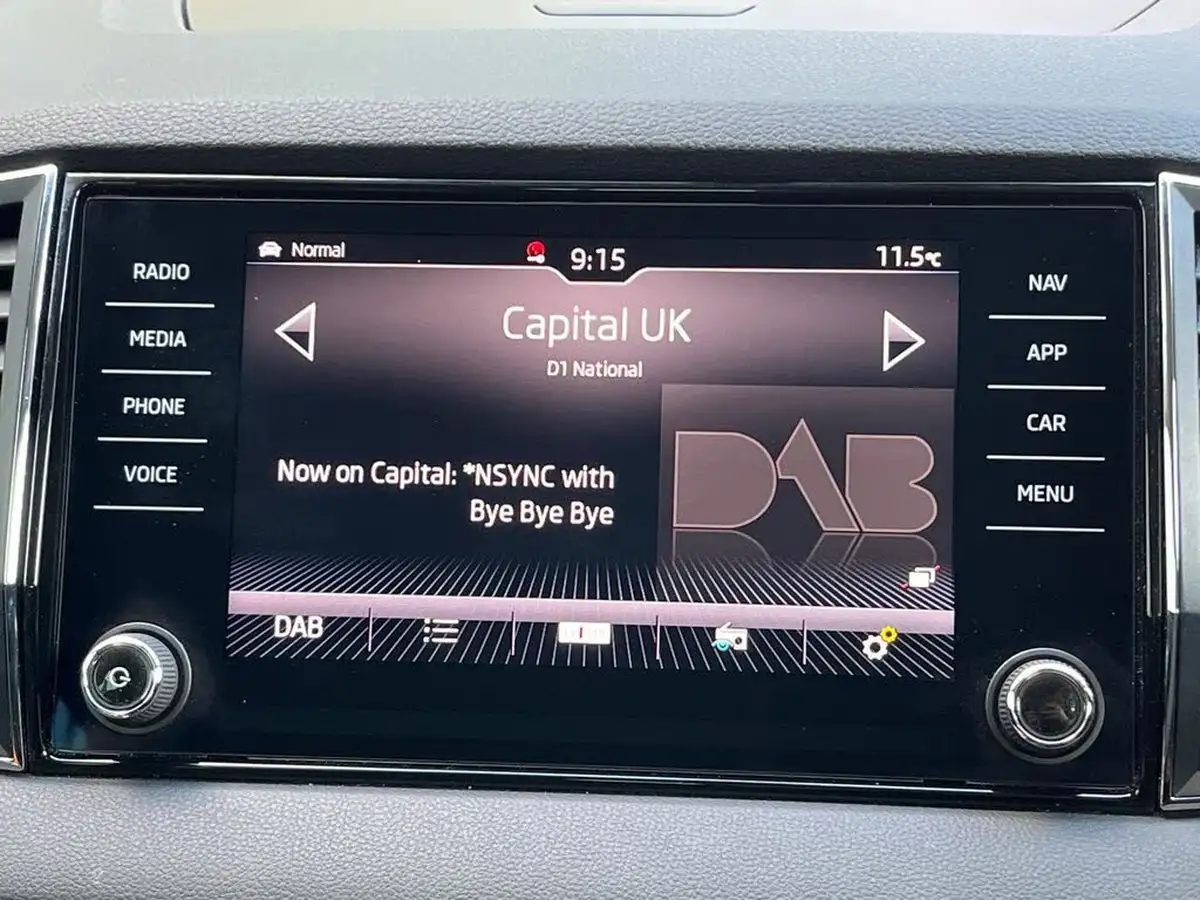 RADIO
MEDIA
PHONE
VOICE
Normal
9:15
11.5°C
Capital UK
D1 National
Now on Capital: *NSYNC with
Bye Bye Bye
DAB
DAB
NAV
APP
CAR
MENU